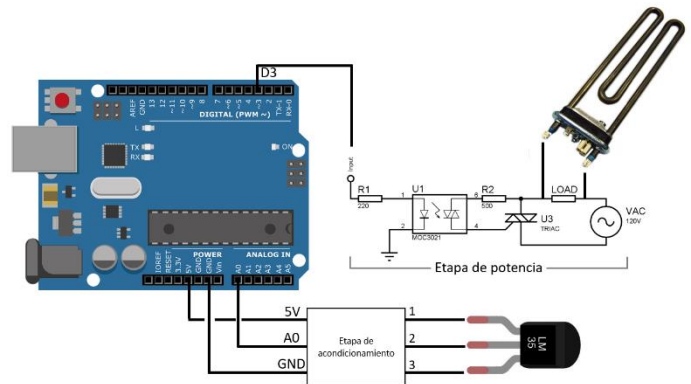 D3
AREF
GND
13
12
~11
~10
~9
8
7
~6
~5
4
~3
2
TX-1
RX-0
DIGITAL (PWM ~)
L
TX
RX
ON
Input
R1
220
1
2
U1
MOC3021
6
4
R2
500
LOAD
U3
TRIAC
VAC
120V
Etapa de potencia
POWER
ANALOG IN
IOREF
RESET
3.3V
5V
GND
GND
Vin
A0
A1
A2
A3
A4
A5
5V
A0
GND
Etapa de
acondicionamiento
1
2
3
LM
35